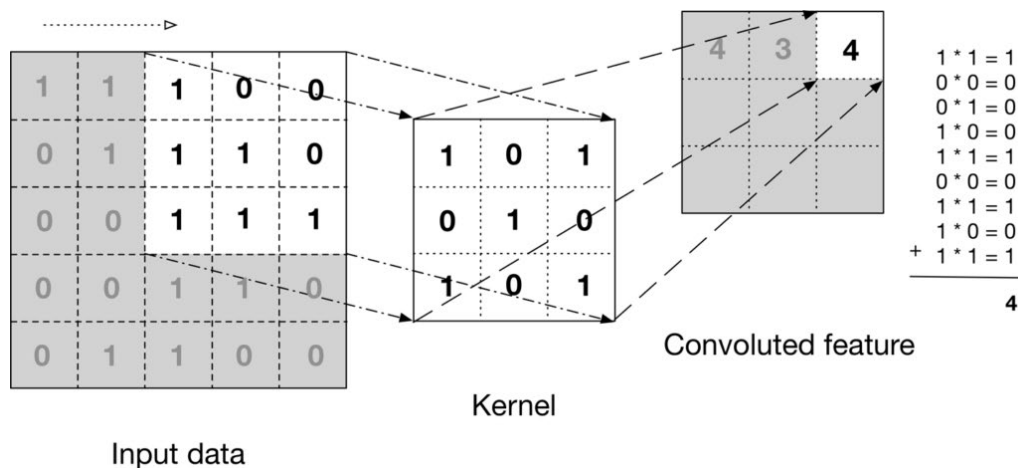 1 1 1 0 0
0 1 1 1 0
0 0 1 1 1
0 0 1 1 0
0 1 1 0 0
Input data
1 0 1
0 1 0
1 0 1
Kernel
4 3 4
Convoluted feature
1 * 1 = 1
0 * 0 = 0
0 * 1 = 0
1 * 0 = 0
1 * 1 = 1
0 * 0 = 0
1 * 1 = 1
1 * 0 = 0
+ 1 * 1 = 1
4